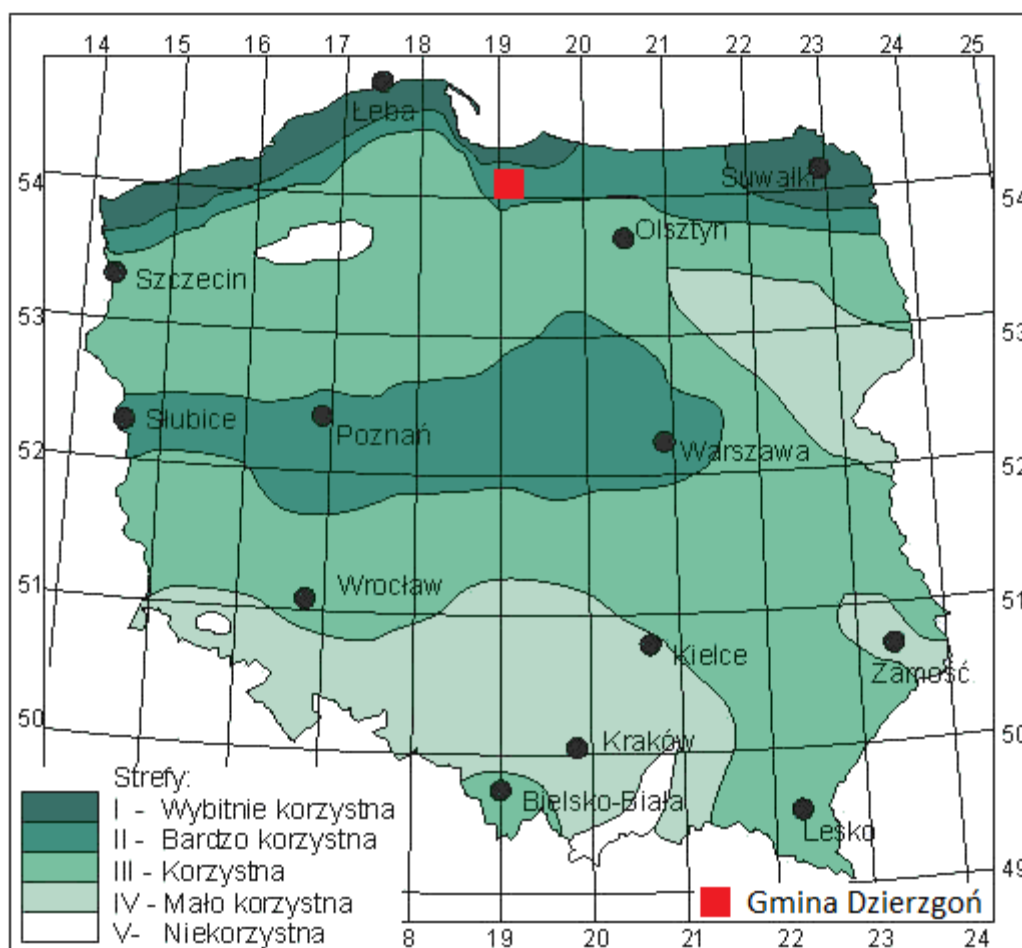 14 15 16 17 18 19 20 21 22 23 24 25
Łeba
54
Suwałki
54
Olsztyn
Szczecin
53
53
Słubice
Poznań
Warszawa
52
52
51
Wrocław
51
Kielce
Zamość
50
50
Kraków
Strefy:
I - Wybitnie korzystna
Bielsko-Biała
Lesko
II - Bardzo korzystna
III - Korzystna
49
IV - Mało korzystna
Gmina Dzierzgoń
V- Niekorzystna
8 19 20 21 22 23 24